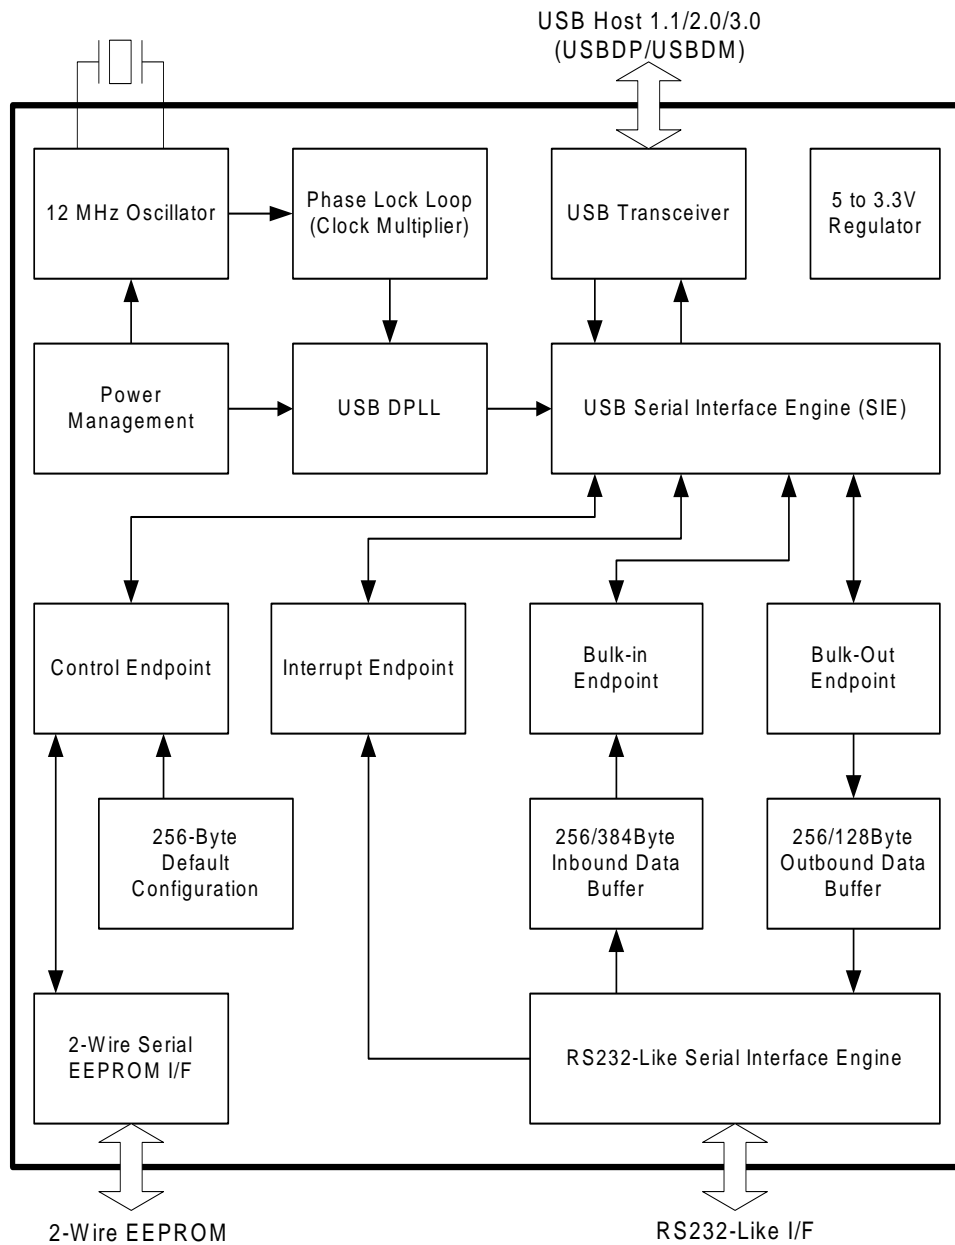 USB Host 1.1/2.0/3.0
(USBDP/USBDM)
12 MHz Oscillator
Phase Lock Loop
(Clock Multiplier)
USB Transceiver
5 to 3.3V
Regulator
Power
Management
USB DPLL
USB Serial Interface Engine (SIE)
Control Endpoint
Interrupt Endpoint
Bulk-in
Endpoint
Bulk-Out
Endpoint
256-Byte
Default
Configuration
256/384Byte
Inbound Data
Buffer
256/128Byte
Outbound Data
Buffer
2-Wire Serial
EEPROM I/F
RS232-Like Serial Interface Engine
2-Wire EEPROM
RS232-Like I/F